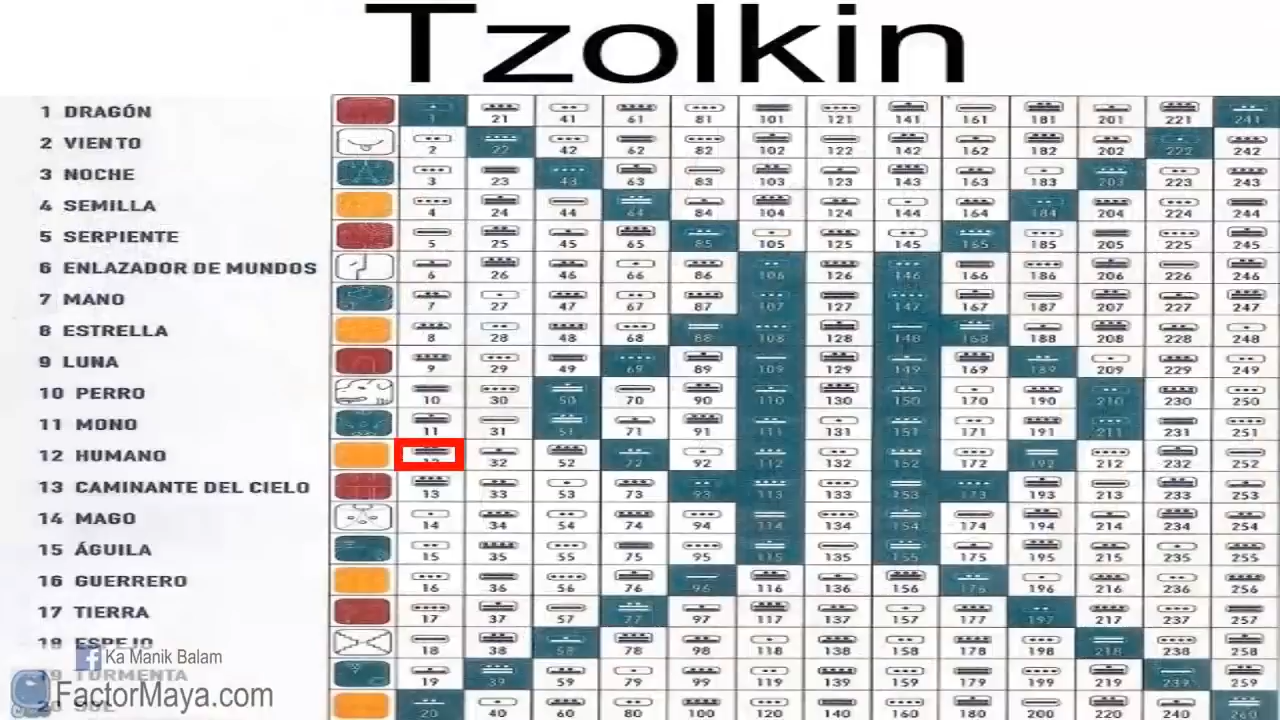 Tzolkin
1 DRAGÓN 1 21 41 61 81 101 121 141 161 181 201 221 241
2 VIENTO 2 22 42 62 82 102 122 142 162 182 202 222 242
3 NOCHE 3 23 43 63 83 103 123 143 163 183 203 223 243
4 SEMILLA 4 24 44 64 84 104 124 144 164 184 204 224 244
5 SERPIENTE 5 25 45 65 85 105 125 145 165 185 205 225 245
6 ENLAZADOR DE MUNDOS 6 26 46 66 86 106 126 146 166 186 206 226 246
7 MANO 7 27 47 67 87 107 127 147 167 187 207 227 247
8 ESTRELLA 8 28 48 68 88 108 128 148 168 188 208 228 248
9 LUNA 9 29 49 69 89 109 129 149 169 189 209 229 249
10 PERRO 10 30 50 70 90 110 130 150 170 190 210 230 250
11 MONO 11 31 51 71 91 111 131 151 171 191 211 231 251
12 HUMANO 12 32 52 72 92 112 132 152 172 192 212 232 252
13 CAMINANTE DEL CIELO 13 33 53 73 93 113 133 153 173 193 213 233 253
14 MAGO 14 34 54 74 94 114 134 154 174 194 214 234 254
15 ÁGUILA 15 35 55 75 95 115 135 155 175 195 215 235 255
16 GUERRERO 16 36 56 76 96 116 136 156 176 196 216 236 256
17 TIERRA 17 37 57 77 97 117 137 157 177 197 217 237 257
18 ESPEJO 18 38 58 78 98 118 138 158 178 198 218 238 258
Ka Manik Balam
19 TORMENTA 19 39 59 79 99 119 139 159 179 199 219 239 259
FactorMaya.com
20 40 60 80 100 120 140 160 180 200 220 240 260